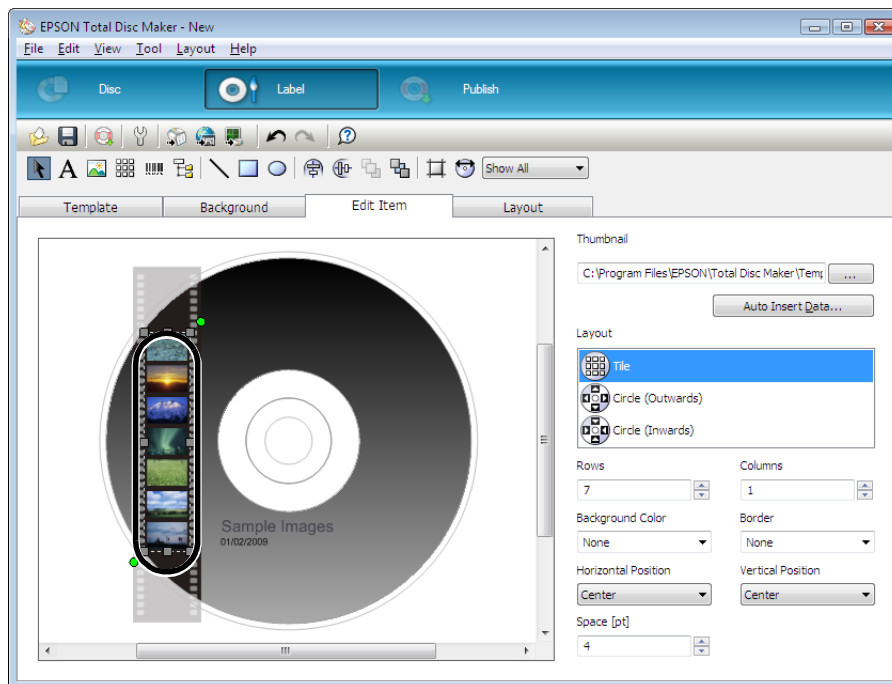 EPSON Total Disc Maker - New
File Edit View Tool Layout Help
Disc Label Publish
A Show All
Template Background Edit Item Layout
Thumbnail
C:\Program Files\EPSON\Total Disc Maker\Temp ...
Auto Insert Data...
Layout
Tile
Circle (Outwards)
Circle (Inwards)
Rows Columns
7 1
Background Color Border
None None
Horizontal Position Vertical Position
Center Center
Space [pt]
4
Sample Images
01/02/2009